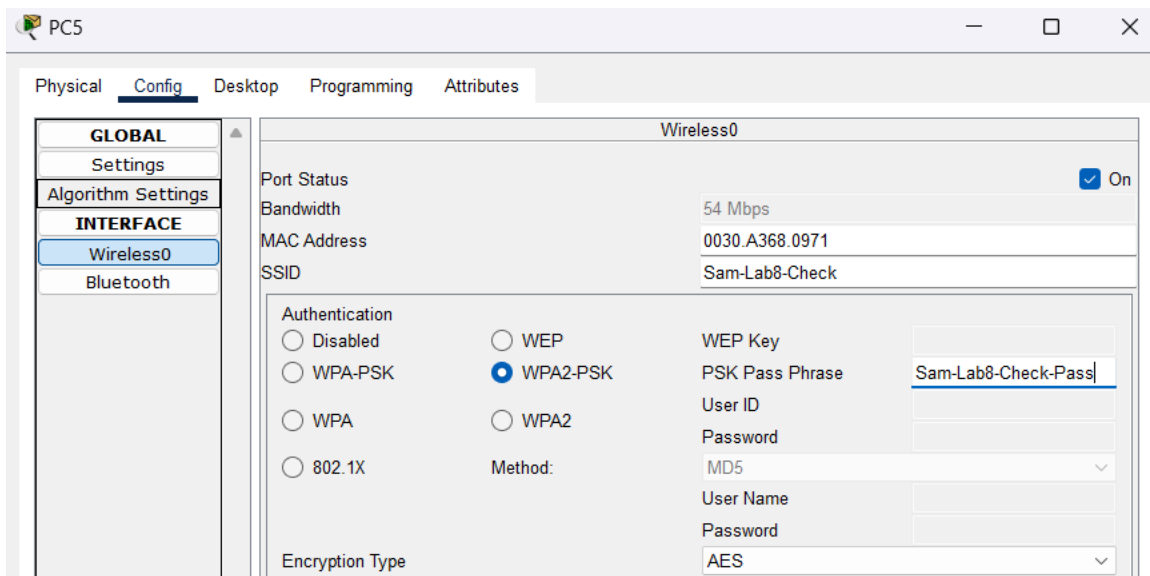 PC5
Physical Config Desktop Programming Attributes
GLOBAL
Settings
Algorithm Settings
INTERFACE
Wireless0
Bluetooth
Wireless0
Port Status On
Bandwidth 54 Mbps
MAC Address 0030.A368.0971
SSID Sam-Lab8-Check
Authentication
Disabled WEP WEP Key
WPA-PSK WPA2-PSK PSK Pass Phrase Sam-Lab8-Check-Pass
User ID
WPA WPA2
Password
802.1X Method: MD5
User Name
Password
Encryption Type AES